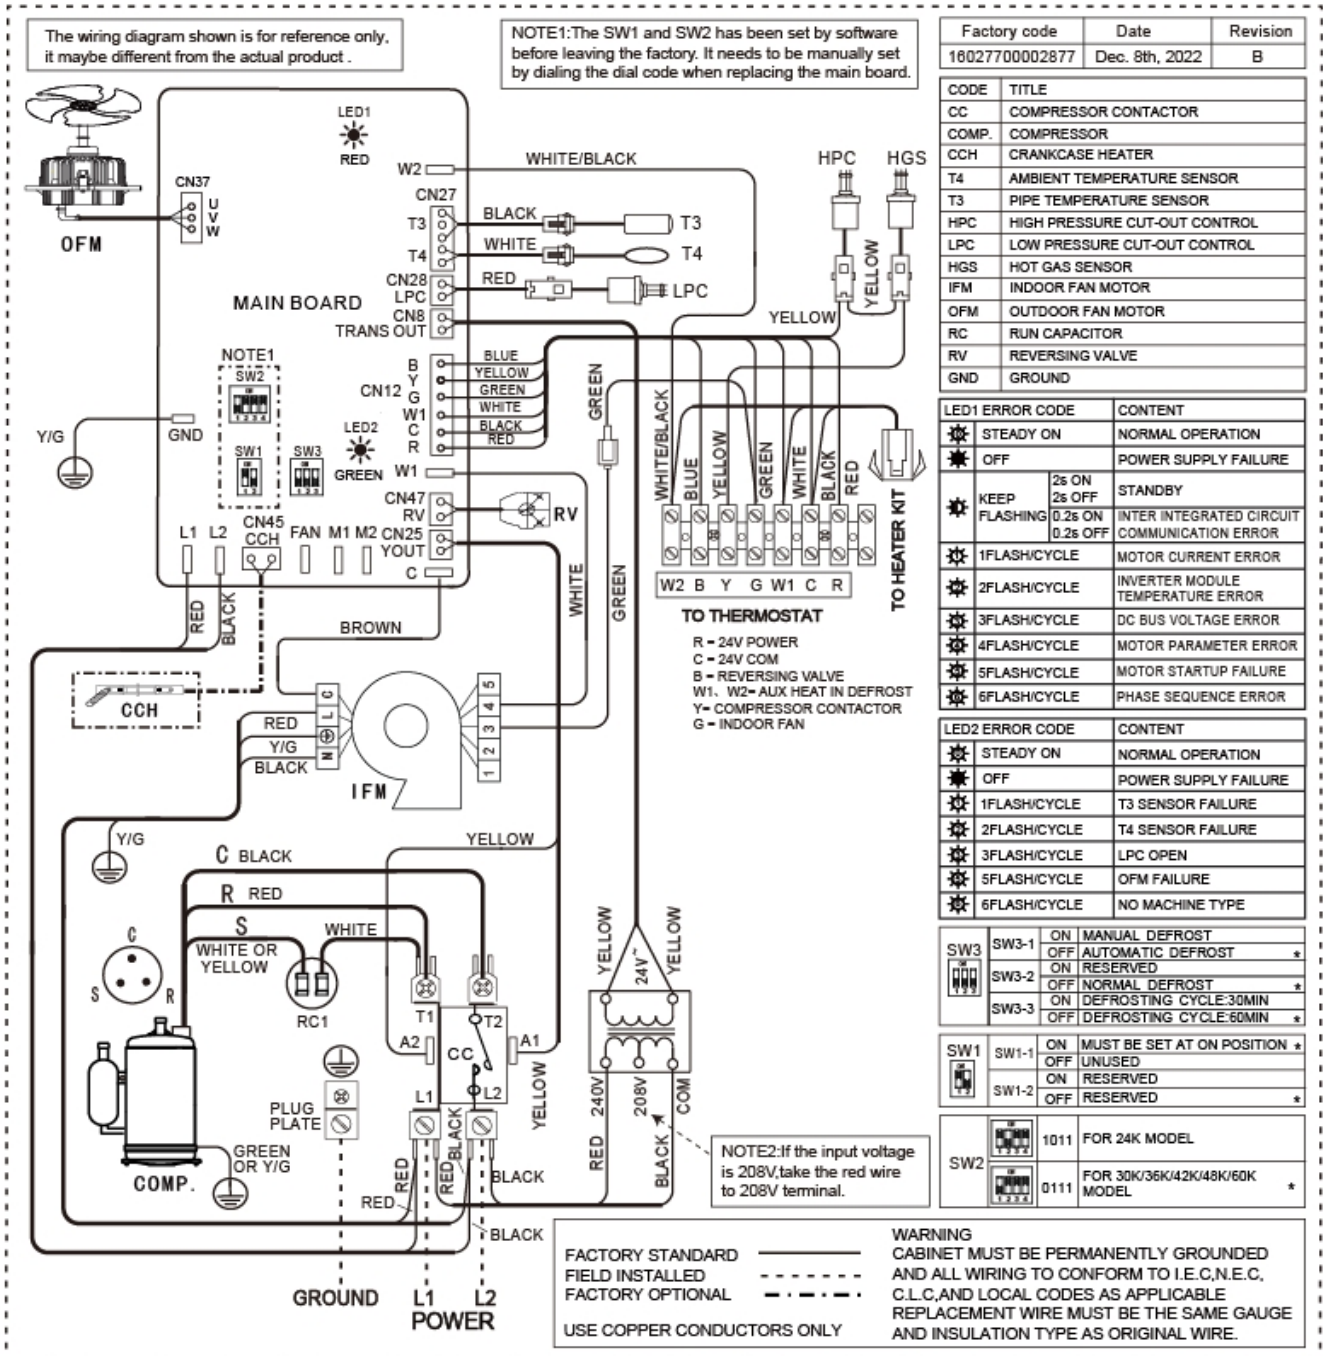 The wiring diagram shown is for reference only,
it maybe different from the actual product .
NOTE1:The SW1 and SW2 has been set by software
before leaving the factory. It needs to be manually set
by dialing the dial code when replacing the main board.
Factory code Date Revision
16027700002877 Dec. 8th, 2022 B
CODE TITLE
CC COMPRESSOR CONTACTOR
COMP. COMPRESSOR
CCH CRANKCASE HEATER
T4 AMBIENT TEMPERATURE SENSOR
T3 PIPE TEMPERATURE SENSOR
HPC HIGH PRESSURE CUT-OUT CONTROL
LPC LOW PRESSURE CUT-OUT CONTROL
HGS HOT GAS SENSOR
IFM INDOOR FAN MOTOR
OFM OUTDOOR FAN MOTOR
RC RUN CAPACITOR
RV REVERSING VALVE
GND GROUND
LED1 ERROR CODE CONTENT
STEADY ON NORMAL OPERATION
OFF POWER SUPPLY FAILURE
KEEP FLASHING 2s ON 2s OFF STANDBY
0.2s ON 0.2s OFF INTER INTEGRATED CIRCUIT COMMUNICATION ERROR
1FLASH/CYCLE MOTOR CURRENT ERROR
2FLASH/CYCLE INVERTER MODULE TEMPERATURE ERROR
3FLASH/CYCLE DC BUS VOLTAGE ERROR
4FLASH/CYCLE MOTOR PARAMETER ERROR
5FLASH/CYCLE MOTOR STARTUP FAILURE
6FLASH/CYCLE PHASE SEQUENCE ERROR
LED2 ERROR CODE CONTENT
STEADY ON NORMAL OPERATION
OFF POWER SUPPLY FAILURE
1FLASH/CYCLE T3 SENSOR FAILURE
2FLASH/CYCLE T4 SENSOR FAILURE
3FLASH/CYCLE LPC OPEN
5FLASH/CYCLE OFM FAILURE
6FLASH/CYCLE NO MACHINE TYPE
SW3
SW3-1 ON MANUAL DEFROST
OFF AUTOMATIC DEFROST *
SW3-2 ON RESERVED
OFF NORMAL DEFROST *
SW3-3 ON DEFROSTING CYCLE:30MIN
OFF DEFROSTING CYCLE:60MIN *
SW1
SW1-1 ON MUST BE SET AT ON POSITION *
OFF UNUSED
SW1-2 ON RESERVED
OFF RESERVED *
SW2
1011 FOR 24K MODEL
0111 FOR 30K/36K/42K/48K/60K
MODEL *
OFM
CN37
U
V
W
LED1
RED
MAIN BOARD
W2
WHITE/BLACK
CN27
T3
BLACK
T3
T4
WHITE
T4
CN28
LPC
RED
LPC
CN8
TRANS OUT
CN12
B BLUE
Y YELLOW
G GREEN
W1 WHITE
C BLACK
R RED
NOTE1
SW2
SW1
SW3
LED2
GREEN
Y/G
GND
W1
CN47
RV
RV
CN25
YOUT
C
L1
L2
CN45
CCH
FAN
M1
M2
HPC
HGS
YELLOW
YELLOW
GREEN
WHITE/BLACK
BLUE
YELLOW
GREEN
WHITE
BLACK
RED
TO HEATER KIT
W2 B Y G W1 C R
TO THERMOSTAT
R - 24V POWER
C - 24V COM
B - REVERSING VALVE
W1、W2- AUX HEAT IN DEFROST
Y- COMPRESSOR CONTACTOR
G - INDOOR FAN
RED
BLACK
BROWN
WHITE
GREEN
CCH
C
L
N
RED
Y/G
BLACK
IFM
5
4
3
2
1
Y/G
YELLOW
C BLACK
R RED
S
WHITE OR
YELLOW
WHITE
RC1
C
S
R
COMP.
GREEN
OR Y/G
PLUG
PLATE
T1
T2
A2
CC
A1
L1
L2
YELLOW
YELLOW
YELLOW
24V~
240V
208V
COM
RED
BLACK
RED
RED
BLACK
BLACK
RED
BLACK
NOTE2:If the input voltage
is 208V,take the red wire
to 208V terminal.
GROUND
L1 L2
POWER
FACTORY STANDARD
FIELD INSTALLED
FACTORY OPTIONAL
USE COPPER CONDUCTORS ONLY
WARNING
CABINET MUST BE PERMANENTLY GROUNDED
AND ALL WIRING TO CONFORM TO I.E.C,N.E.C,
C.L.C,AND LOCAL CODES AS APPLICABLE
REPLACEMENT WIRE MUST BE THE SAME GAUGE
AND INSULATION TYPE AS ORIGINAL WIRE.